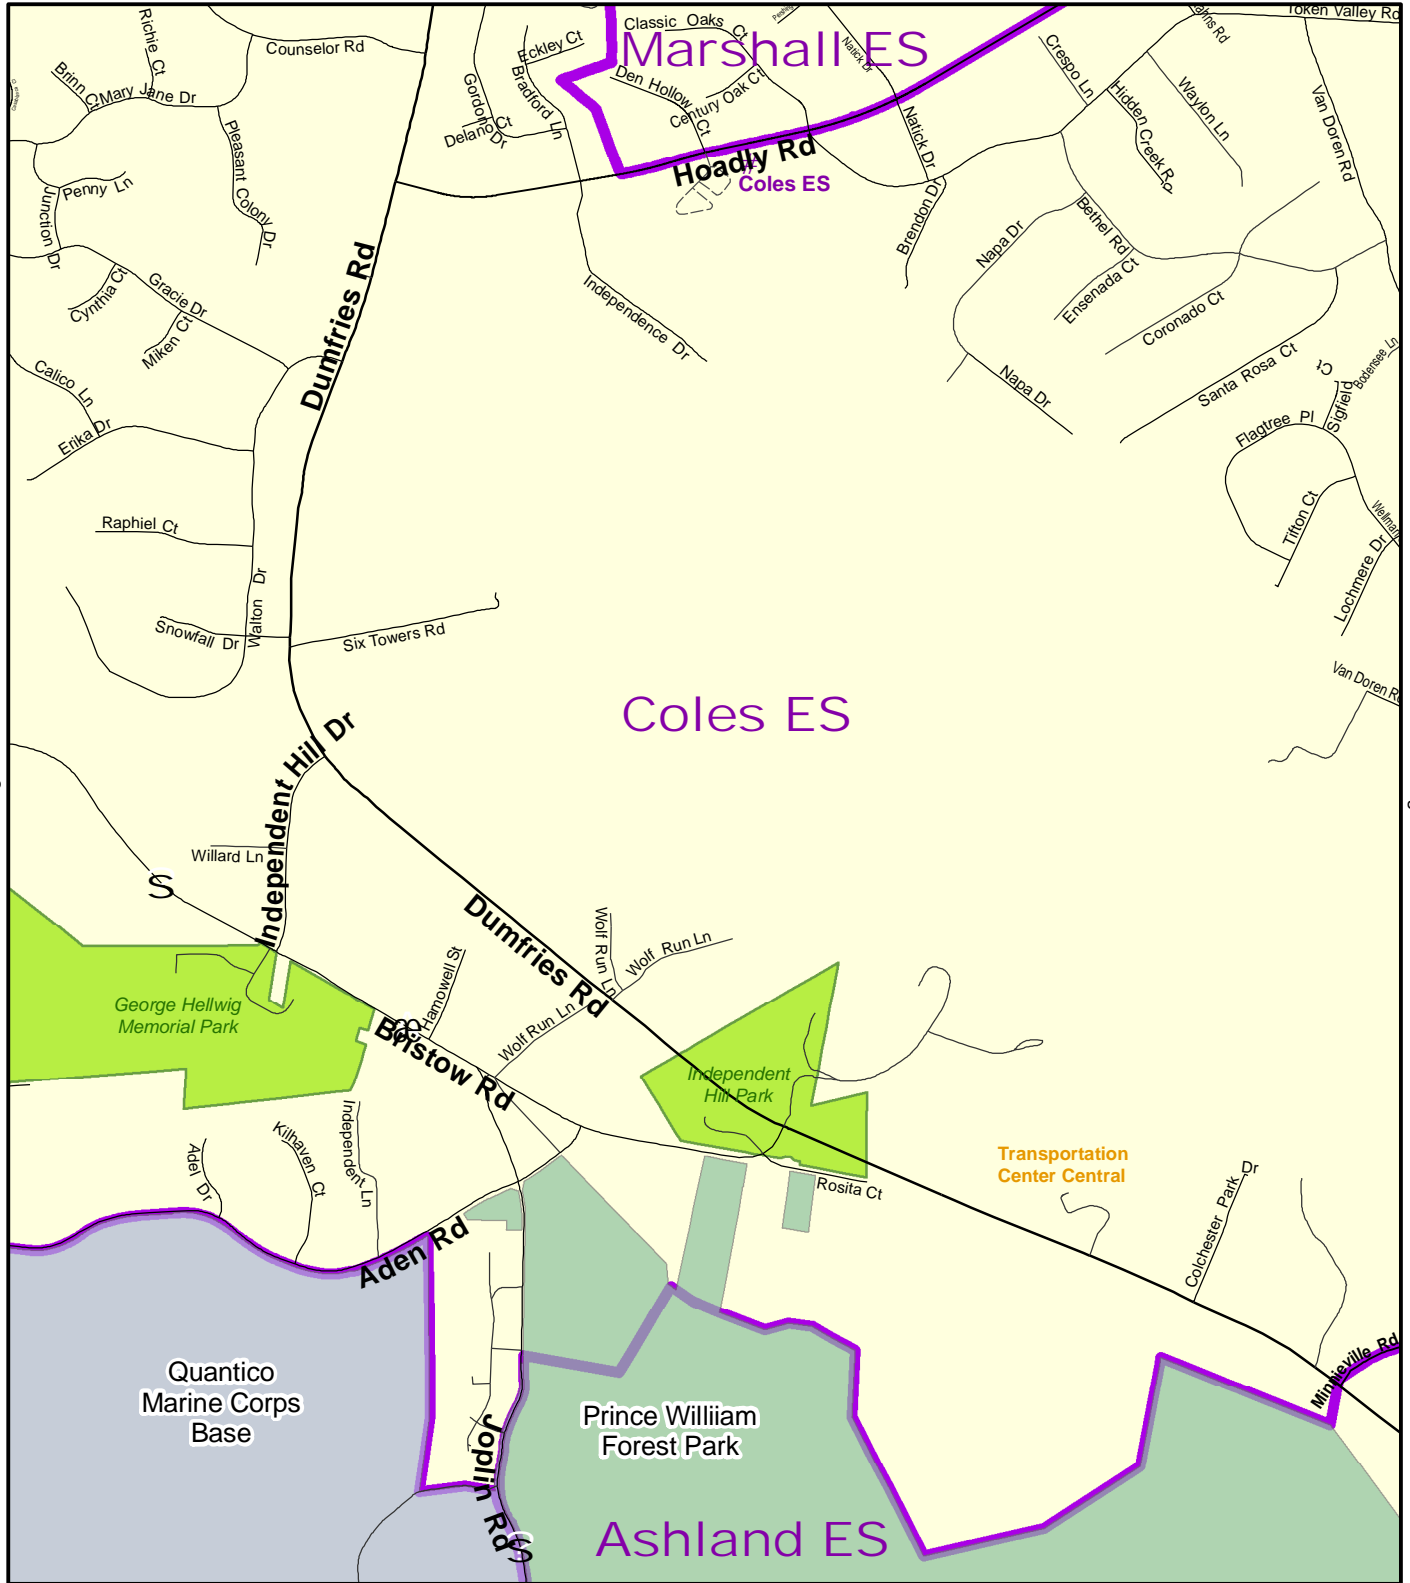 Richie Ct
Counselor Rd
Brinn Ct
Mary Jane Dr
Pleasant Colony Dr
Penny Ln
Junction Dr
Cynthia Ct
Gracie Dr
Miken Ct
Calico Ln
Erika Dr
Raphiel Ct
Snowfall Dr
Walton Dr
Six Towers Rd
Dumfries Rd
Eckley Ct
Gordon Dr
Bradford Ln
Delano Ct
Classic Oaks Ct
Marshall ES
Natick Dr
Den Hollow Ct
Century Oak Ct
Hoadly Rd
Coles ES
Natick Dr
Brendon Dr
Independence Dr
Crespo Ln
Hidden Creek
Waylon Ln
Token Valley Rd
Van Doren Rd
Bethel Rd
Napa Dr
Ensenada Ct
Coronado Ct
Napa Dr
Santa Rosa Ct
Bodensee Ln
Sigfield Ct
Flagtree Pl
Tifton Ct
Lochmere Dr
Van Doren
Coles ES
Independent Hill Dr
Willard Ln
S
Dumfries Rd
Wolf Run Ln
Wolf Run Ln
Wolf Run Ln
Hamowell St
Bristow Rd
George Hellwig
Memorial Park
Independent
Hill Park
Transportation
Center Central
Rosita Ct
Colchester Park Dr
Adel Dr
Kilhaven Ct
Independent Ln
Aden Rd
Minnieville Rd
Quantico
Marine Corps
Base
Prince Williiam
Forest Park
Joplin Rd
S
Ashland ES